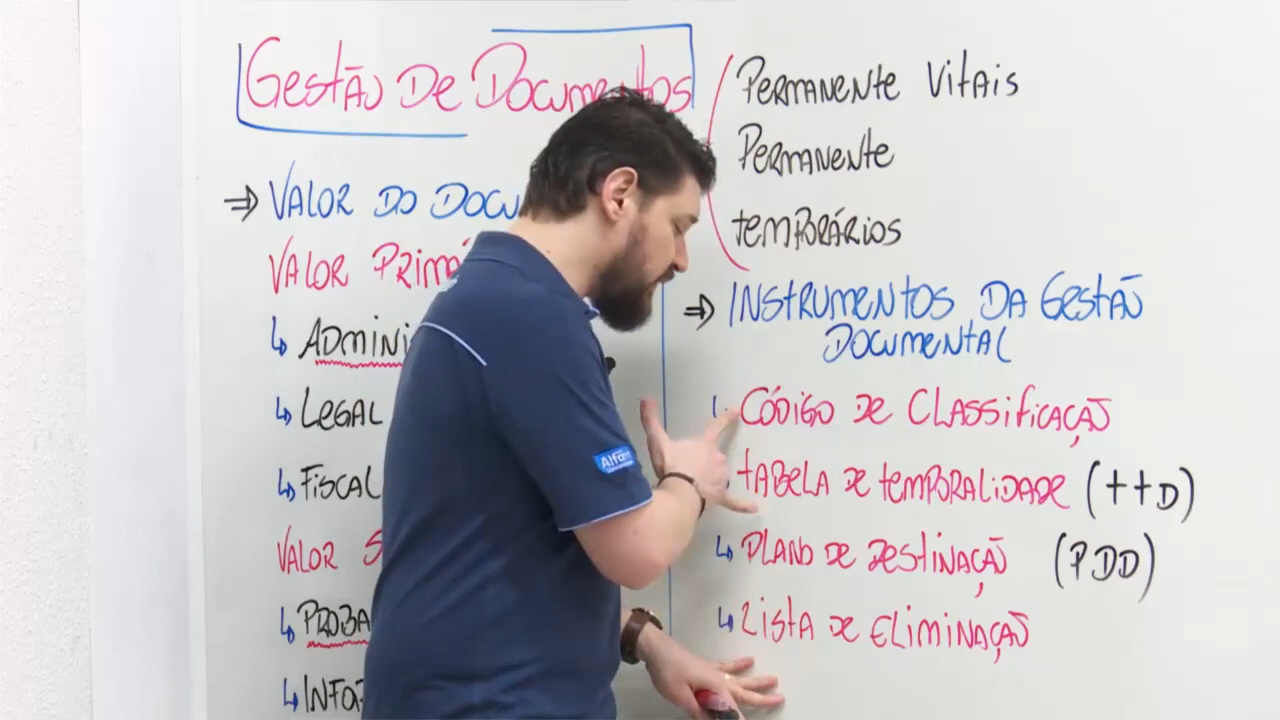 Gestão De Documentos
⇒ Valor do Docu
Valor Prim
↳ Admini
↳ Legal
↳ Fiscal
Valor S
↳ Proba
↳ Info
Permanente Vitais
Permanente
temporários
⇒ Instrumentos da Gestão
Documental
↳ Código de Classificação
tabela de temporalidade (ttD)
↳ Plano de Destinação (PDD)
↳ Lista de Eliminação
Alfa